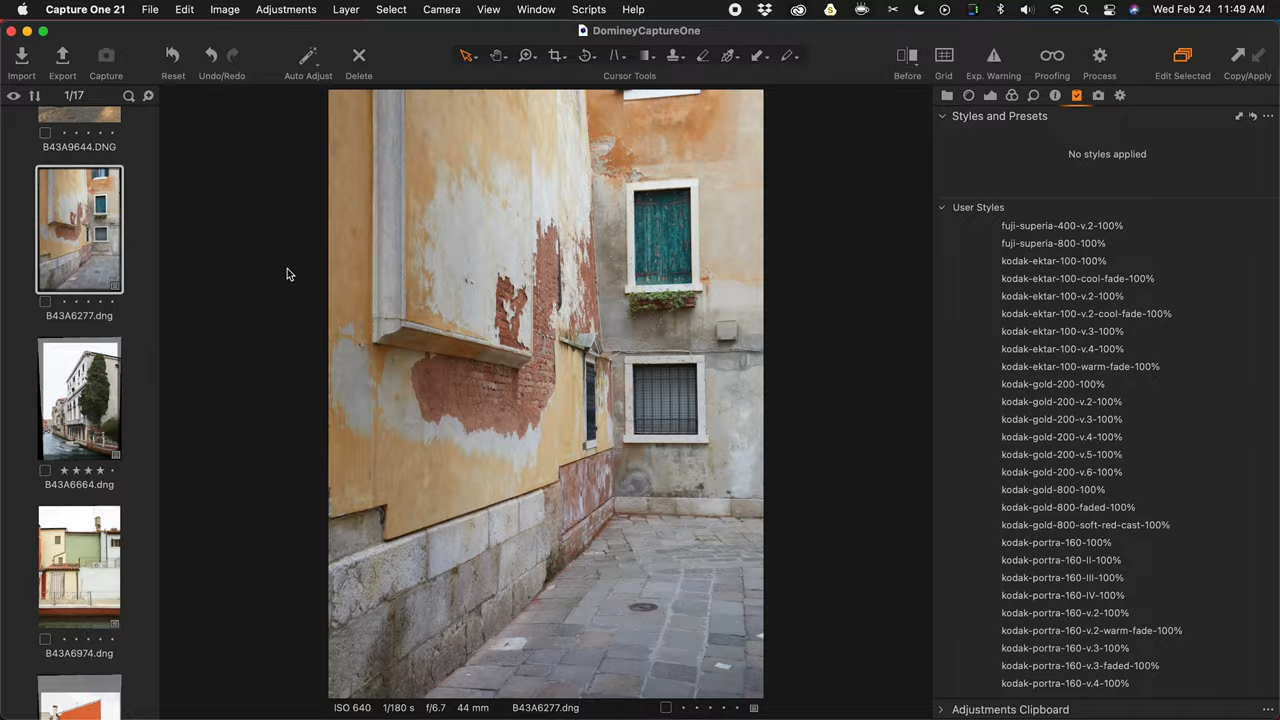 Capture One 21 File Edit Image Adjustments Layer Select Camera View Window Scripts Help Wed Feb 24 11:49 AM
DomineyCaptureOne
Import Export Capture Reset Undo/Redo Auto Adjust Delete Cursor Tools Before Grid Exp. Warning Proofing Process Edit Selected Copy/Apply
1/17
Styles and Presets
B43A9644.DNG
No styles applied
User Styles
fuji-superia-400-v.2-100%
fuji-superia-800-100%
kodak-ektar-100-100%
kodak-ektar-100-cool-fade-100%
kodak-ektar-100-v.2-100%
kodak-ektar-100-v.2-cool-fade-100%
B43A6277.dng
kodak-ektar-100-v.3-100%
kodak-ektar-100-v.4-100%
kodak-ektar-100-warm-fade-100%
kodak-gold-200-100%
kodak-gold-200-v.2-100%
kodak-gold-200-v.3-100%
kodak-gold-200-v.4-100%
kodak-gold-200-v.5-100%
kodak-gold-200-v.6-100%
B43A6664.dng
kodak-gold-800-100%
kodak-gold-800-faded-100%
kodak-gold-800-soft-red-cast-100%
kodak-portra-160-100%
kodak-portra-160-II-100%
kodak-portra-160-III-100%
kodak-portra-160-IV-100%
kodak-portra-160-v.2-100%
kodak-portra-160-v.2-warm-fade-100%
kodak-portra-160-v.3-100%
B43A6974.dng
kodak-portra-160-v.3-faded-100%
kodak-portra-160-v.4-100%
ISO 640 1/180 s f/6.7 44 mm B43A6277.dng
Adjustments Clipboard